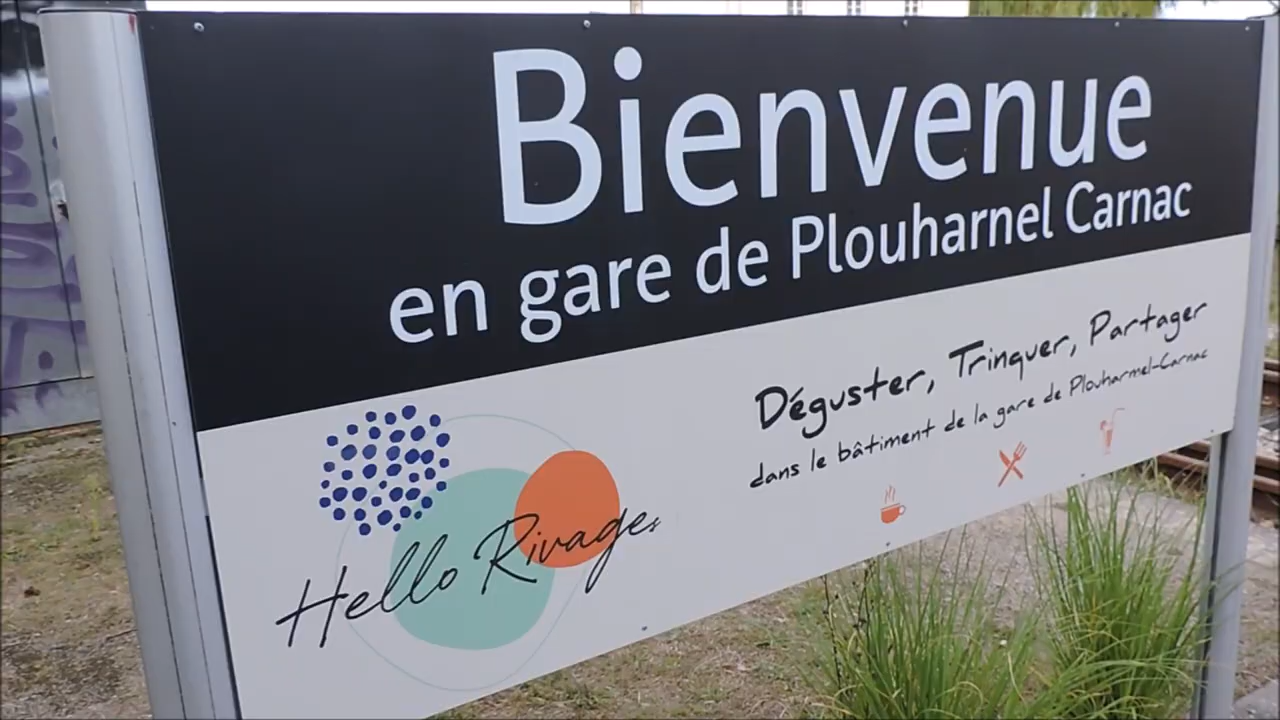 Bienvenue
en gare de Plouharnel Carnac
Déguster, Trinquer, Partager
dans le bâtiment de la gare de Plouharmel-Carnac
Hello Rivages